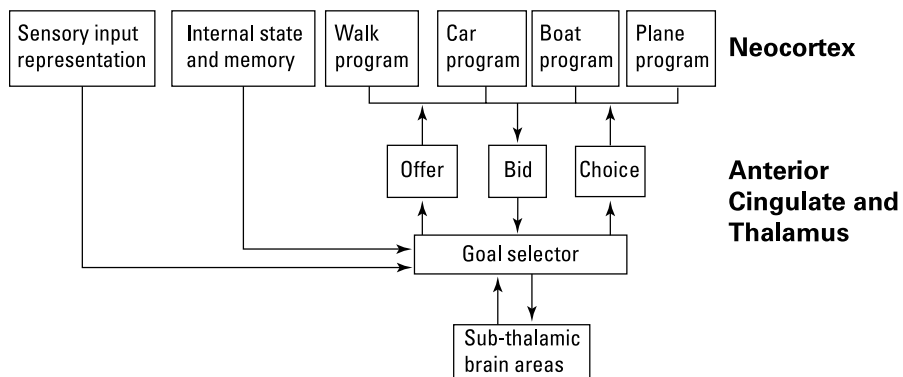 Sensory input
representation
Internal state
and memory
Walk
program
Car
program
Boat
program
Plane
program
Neocortex
Offer
Bid
Choice
Anterior
Cingulate and
Thalamus
Goal selector
Sub-thalamic
brain areas